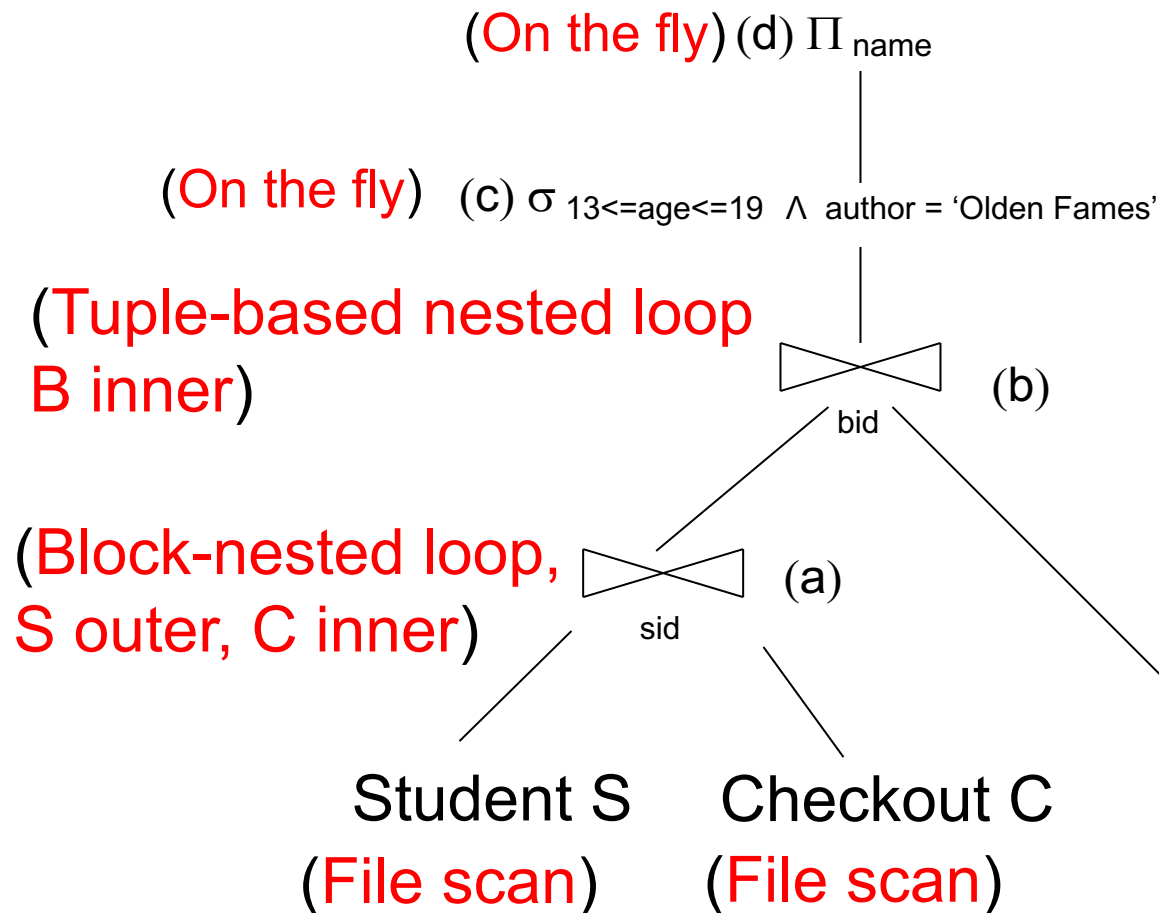 (On the fly) (d) Π name
(On the fly) (c) σ 13<=age<=19 Λ author = ‘Olden Fames’
(Tuple-based nested loop
B inner)
(b)
bid
(Block-nested loop,
S outer, C inner)
(a)
sid
Student S
Checkout C
(File scan)
(File scan)